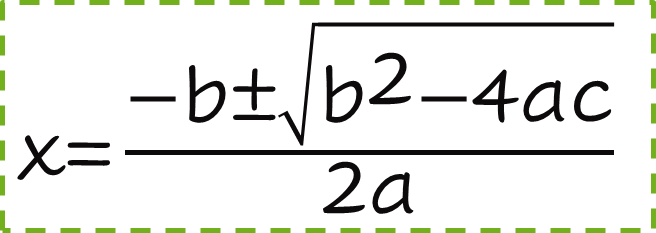 x = (−b ± √(b² − 4ac)) / 2a